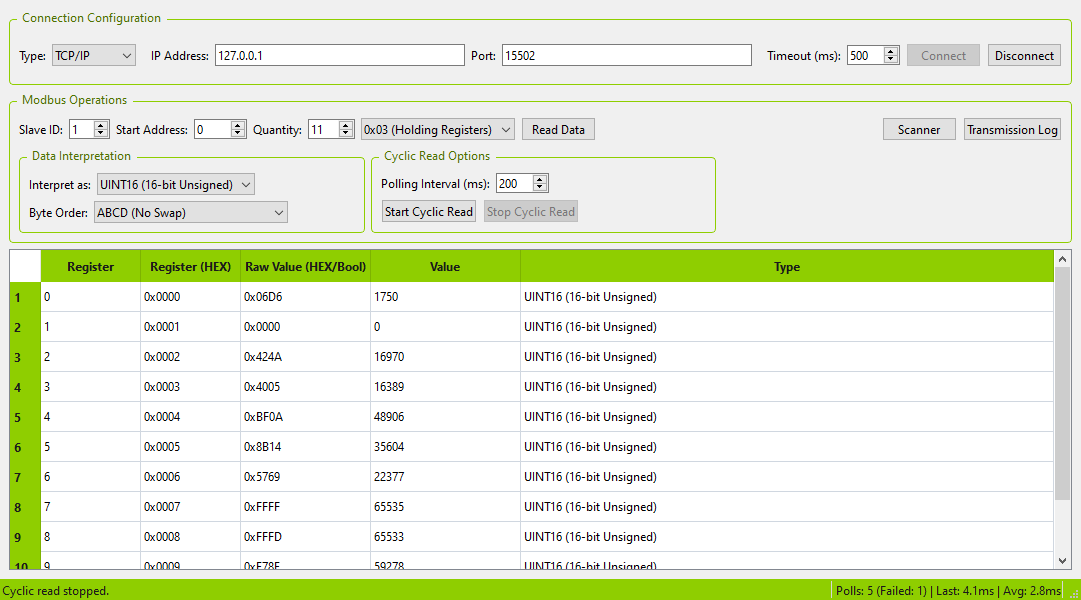 Connection Configuration
Type: TCP/IP IP Address: 127.0.0.1 Port: 15502 Timeout (ms): 500 Connect Disconnect
Modbus Operations
Slave ID: 1 Start Address: 0 Quantity: 11 0x03 (Holding Registers) Read Data Scanner Transmission Log
Data Interpretation
Interpret as: UINT16 (16-bit Unsigned)
Byte Order: ABCD (No Swap)
Cyclic Read Options
Polling Interval (ms): 200
Start Cyclic Read Stop Cyclic Read
Register Register (HEX) Raw Value (HEX/Bool) Value Type
1 0 0x0000 0x06D6 1750 UINT16 (16-bit Unsigned)
2 1 0x0001 0x0000 0 UINT16 (16-bit Unsigned)
3 2 0x0002 0x424A 16970 UINT16 (16-bit Unsigned)
4 3 0x0003 0x4005 16389 UINT16 (16-bit Unsigned)
5 4 0x0004 0xBF0A 48906 UINT16 (16-bit Unsigned)
6 5 0x0005 0x8B14 35604 UINT16 (16-bit Unsigned)
7 6 0x0006 0x5769 22377 UINT16 (16-bit Unsigned)
8 7 0x0007 0xFFFF 65535 UINT16 (16-bit Unsigned)
9 8 0x0008 0xFFFD 65533 UINT16 (16-bit Unsigned)
10 9 0x0009 59278 UINT16 (16-bit Unsigned)
Cyclic read stopped. Polls: 5 (Failed: 1) | Last: 4.1ms | Avg: 2.8ms